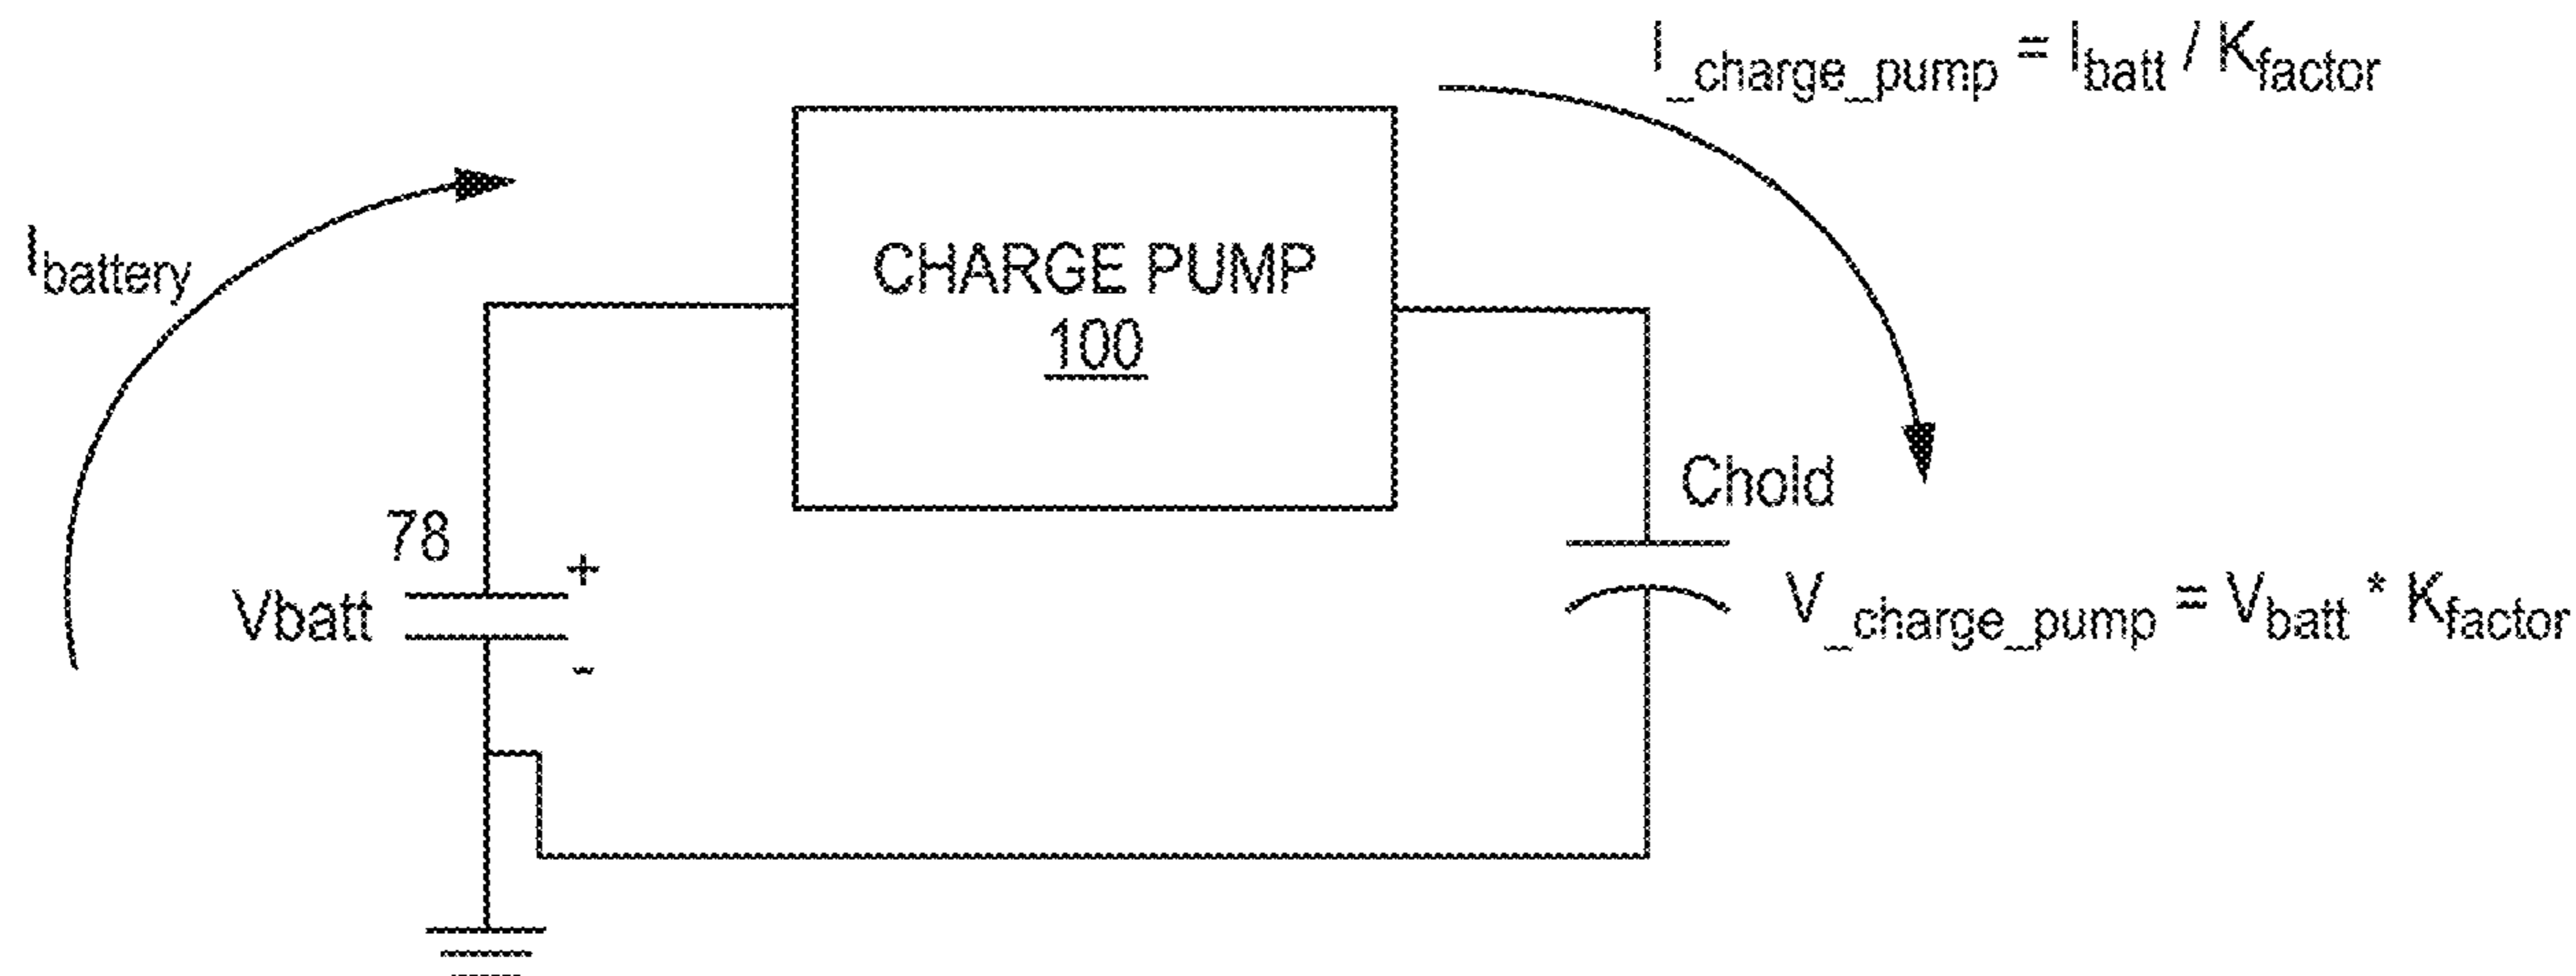 I_charge_pump = Ibatt / Kfactor
Ibattery
CHARGE PUMP
100
Chold
78
+
Vbatt
V_charge_pump = Vbatt * Kfactor
-